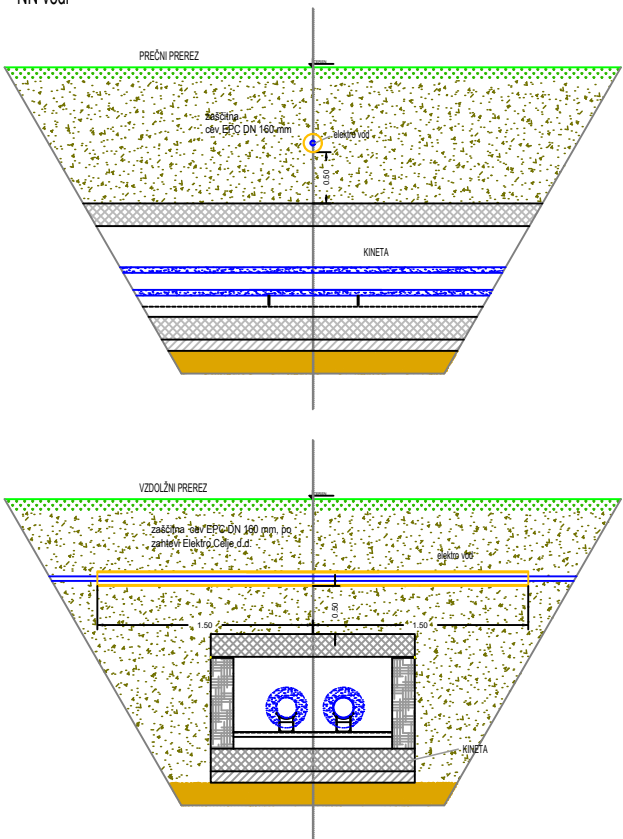 NN vodi
PREČNI PREREZ
zaščitna
cev EPC DN 160 mm
elektro vod
0.50
KINETA
VZDOLŽNI PREREZ
zaščitna cev EPC DN 160 mm, po
zahtevi Elektro Celje d.d.
elektro vod
0.50
1.50
1.50
KINETA